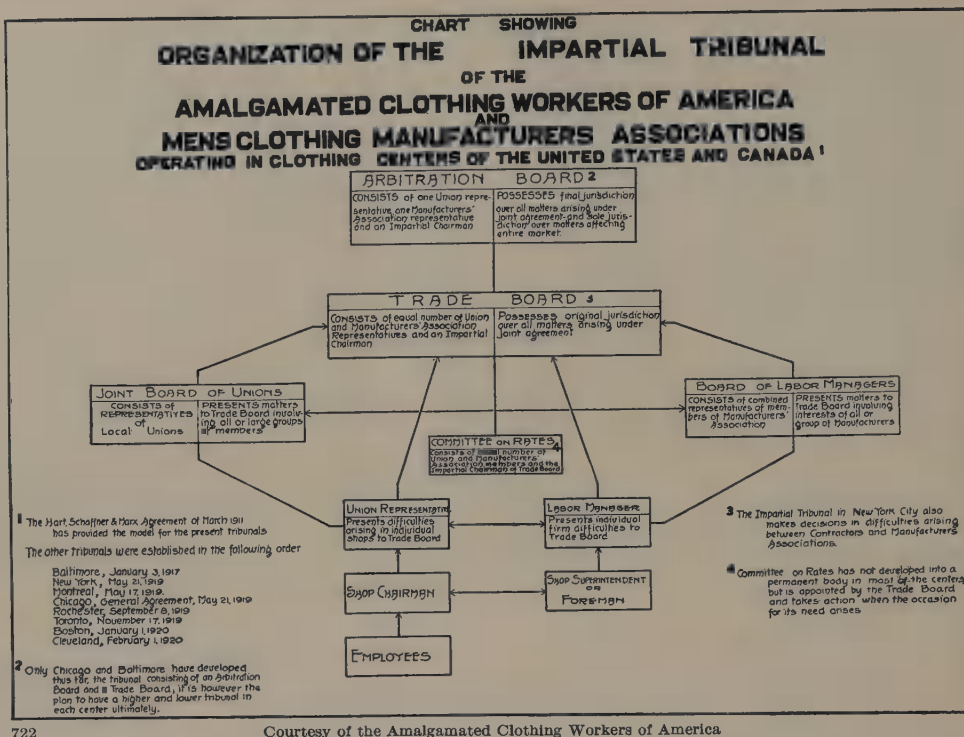 CHART SHOWING
ORGANIZATION OF THE IMPARTIAL TRIBUNAL
OF THE
AMALGAMATED CLOTHING WORKERS OF AMERICA
AND
MENS CLOTHING MANUFACTURERS ASSOCIATIONS
OPERATING IN CLOTHING CENTERS OF THE UNITED STATES AND CANADA 1
ARBITRATION BOARD 2
CONSISTS of one Union repre-
sentative, one Manufacturers'
Association representative
and an Impartial Chairman
POSSESSES final jurisdiction
over all matters arising under
joint agreement-and sole juris-
diction over matters affecting
entire market.
TRADE BOARD 3
CONSISTS of equal number of Union
and Manufacturers' Association
Representatives and an Impartial
Chairman
POSSESSES original jurisdiction
over all matters arising under
joint agreement
JOINT BOARD OF UNIONS
CONSISTS of
REPRESENTATIVES
of
Local Unions
PRESENTS matters
to Trade Board involv-
ing all or large groups
of members
BOARD OF LABOR MANAGERS
CONSISTS of combined
representatives of mem-
bers of Manufacturers'
Association
PRESENTS matters to
Trade Board involving
interests of all or
group of Manufacturers
COMMITTEE ON RATES 4
Consists of number of
Union and Manufacturers'
Association members and the
Impartial Chairman of Trade Board
UNION REPRESENTATIVE
Presents difficulties
arising in individual
shops to Trade Board
LABOR MANAGER
Presents individual
firm difficulties to
Trade Board
SHOP CHAIRMAN
SHOP SUPERINTENDENT
OR
FOREMAN
EMPLOYEES
1 The Hart, Schaffner & Marx Agreement of March 1911
has provided the model for the present tribunals
The other tribunals were established in the following order
Baltimore, January 3, 1917
New York, May 21, 1919
Montreal, May 17, 1919.
Chicago, General Agreement, May 21, 1919
Rochester, September 8, 1919
Toronto, November 17, 1919
Boston, January 1, 1920
Cleveland, February 1, 1920
2 Only Chicago and Baltimore have developed
thus far, the tribunal consisting of an Arbitration
Board and Trade Board, it is however the
plan to have a higher and lower tribunal in
each center ultimately.
3 The Impartial Tribunal in New York City also
makes decisions in difficulties arising
between Contractors and Manufacturers'
Associations.
4 Committee on Rates has not developed into a
permanent body in most of the centers
but is appointed by the Trade Board
and takes action when the occasion
for its need arises
722
Courtesy of the Amalgamated Clothing Workers of America